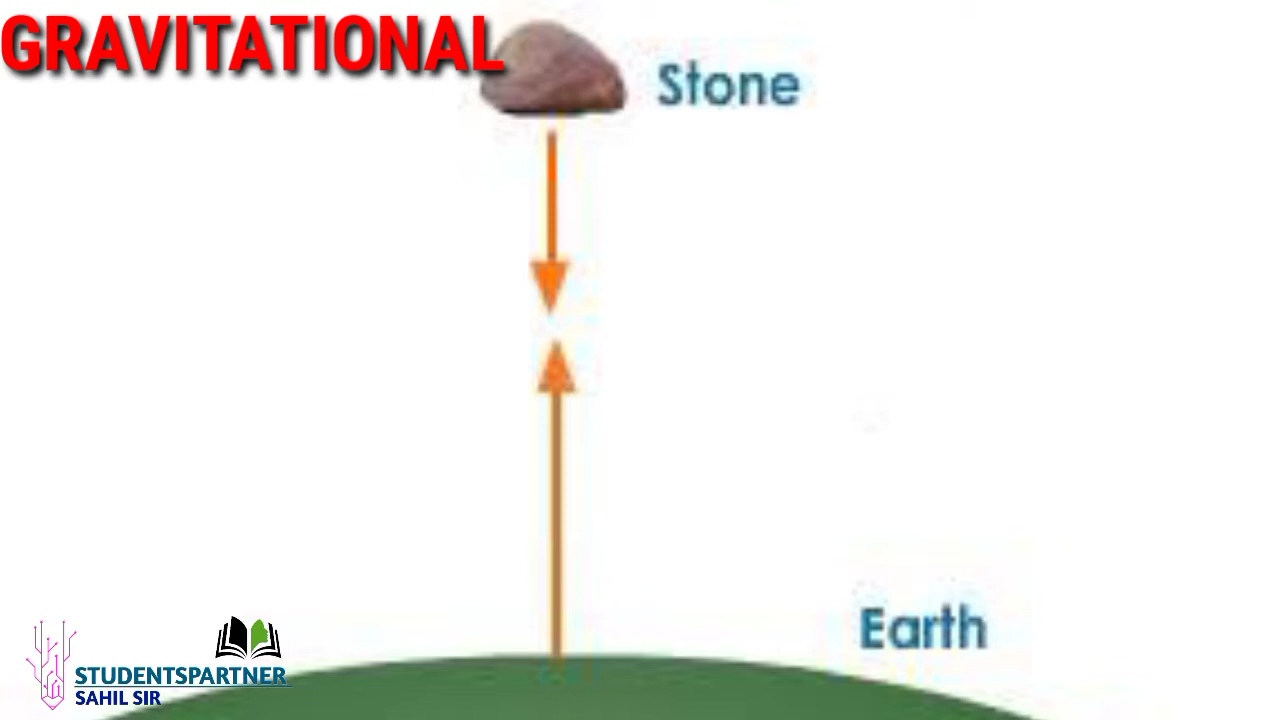 GRAVITATIONAL
Stone
Earth
STUDENTSPARTNER
SAHIL SIR